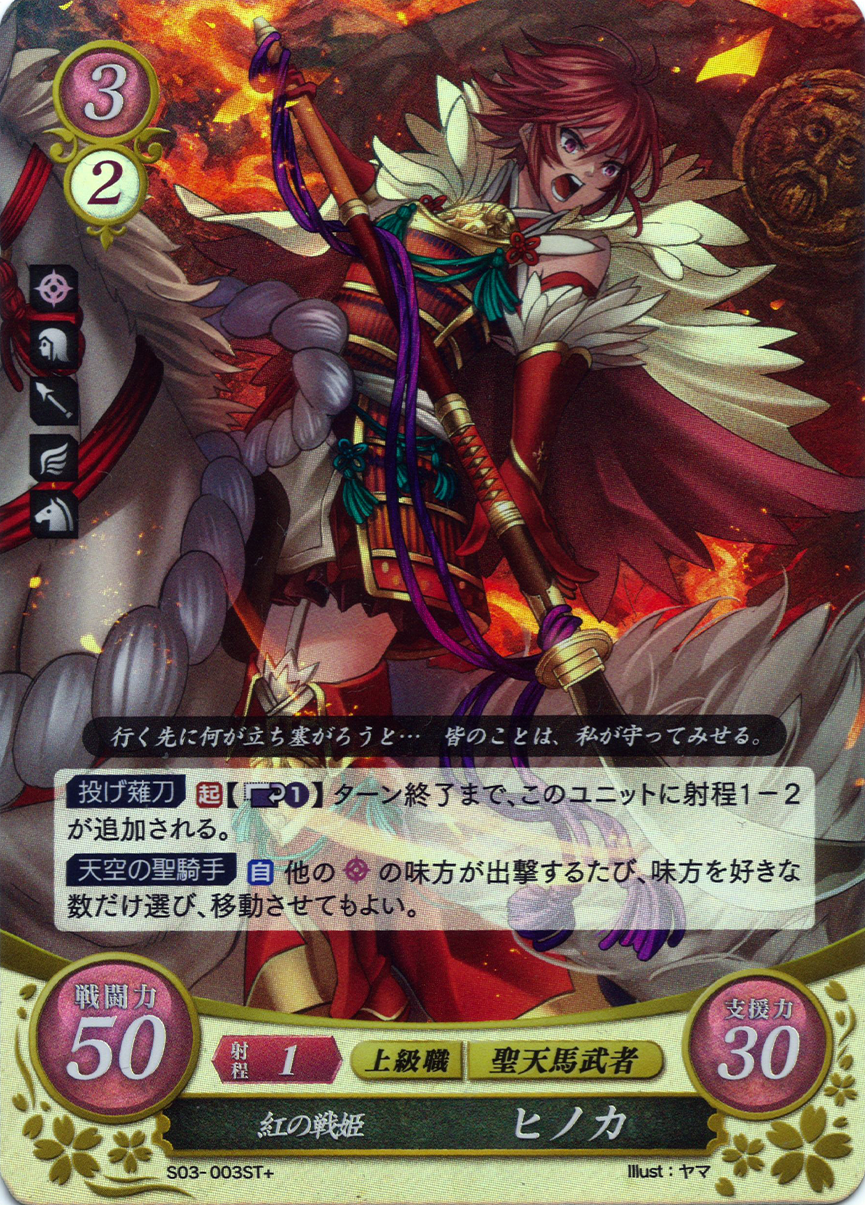 3
2
行く先に何が立ち塞がろうと… 皆のことは、私が守ってみせる。
投げ薙刀 起【 1】ターン終了まで、このユニットに射程1-2
が追加される。
天空の聖騎手 自 他の の味方が出撃するたび、味方を好きな
数だけ選び、移動させてもよい。
戦闘力
50
射程 1
上級職 聖天馬武者
支援力
30
紅の戦姫 ヒノカ
S03-003ST+
Illust:ヤマ